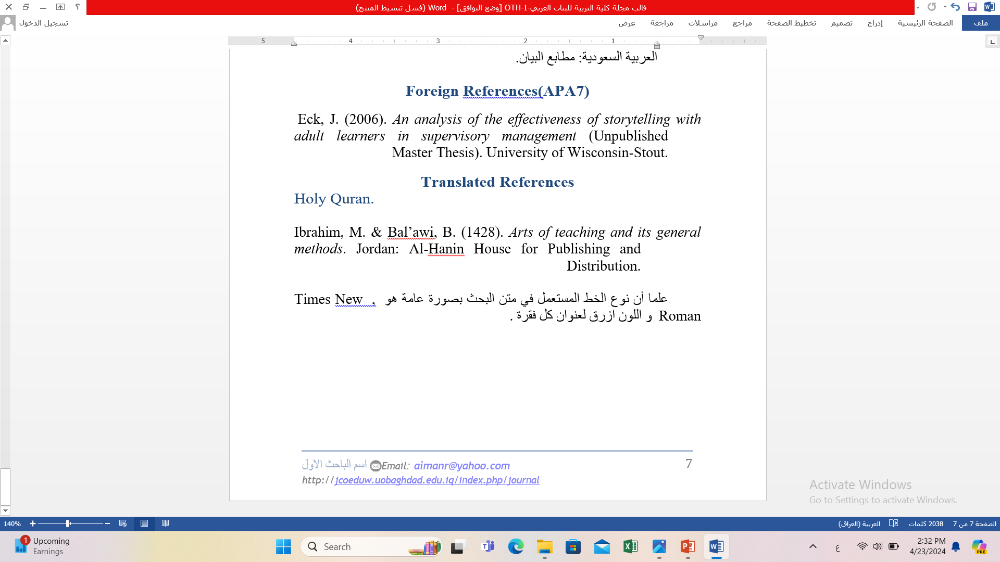 قالب مجلة كلية التربية للبنات العربي-OTH-1 [وضع التوافق] - Word (فشل تنشيط المنتج)
ملف الصفحة الرئيسية إدراج تصميم تخطيط الصفحة مراجع مراسلات مراجعة عرض
تسجيل الدخول
5 4 3 2 1
العربية السعودية: مطابع البيان.
Foreign References(APA7)
Eck, J. (2006). An analysis of the effectiveness of storytelling with
adult learners in supervisory management (Unpublished
Master Thesis). University of Wisconsin-Stout.
Translated References
Holy Quran.
Ibrahim, M. & Bal’awi, B. (1428). Arts of teaching and its general
methods. Jordan: Al-Hanin House for Publishing and
Distribution.
علما أن نوع الخط المستعمل في متن البحث بصورة عامة هو , Times New
Roman و اللون ازرق لعنوان كل فقرة .
اسم الباحث الاول Email: aimanr@yahoo.com
7
http://jcoeduw.uobaghdad.edu.iq/index.php/journal
Activate Windows
Go to Settings to activate Windows.
الصفحة 7 من 7 2038 كلمات العربية (العراق)
140%
1
Upcoming
Earnings
Search
ع
2:32 PM
4/23/2024
PRE